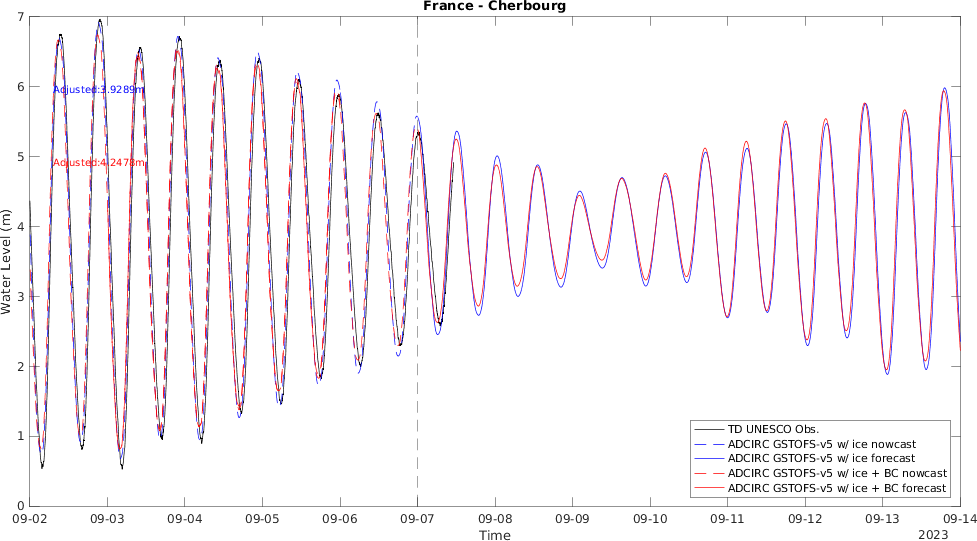 France - Cherbourg
7
6
5
4
3
2
1
0
Water Level (m)
Adjusted:3.9289m
Adjusted:4.2478m
TD UNESCO Obs.
ADCIRC GSTOFS-v5 w/ ice nowcast
ADCIRC GSTOFS-v5 w/ ice forecast
ADCIRC GSTOFS-v5 w/ ice + BC nowcast
ADCIRC GSTOFS-v5 w/ ice + BC forecast
09-02 09-03 09-04 09-05 09-06 09-07 09-08 09-09 09-10 09-11 09-12 09-13 09-14
Time
2023